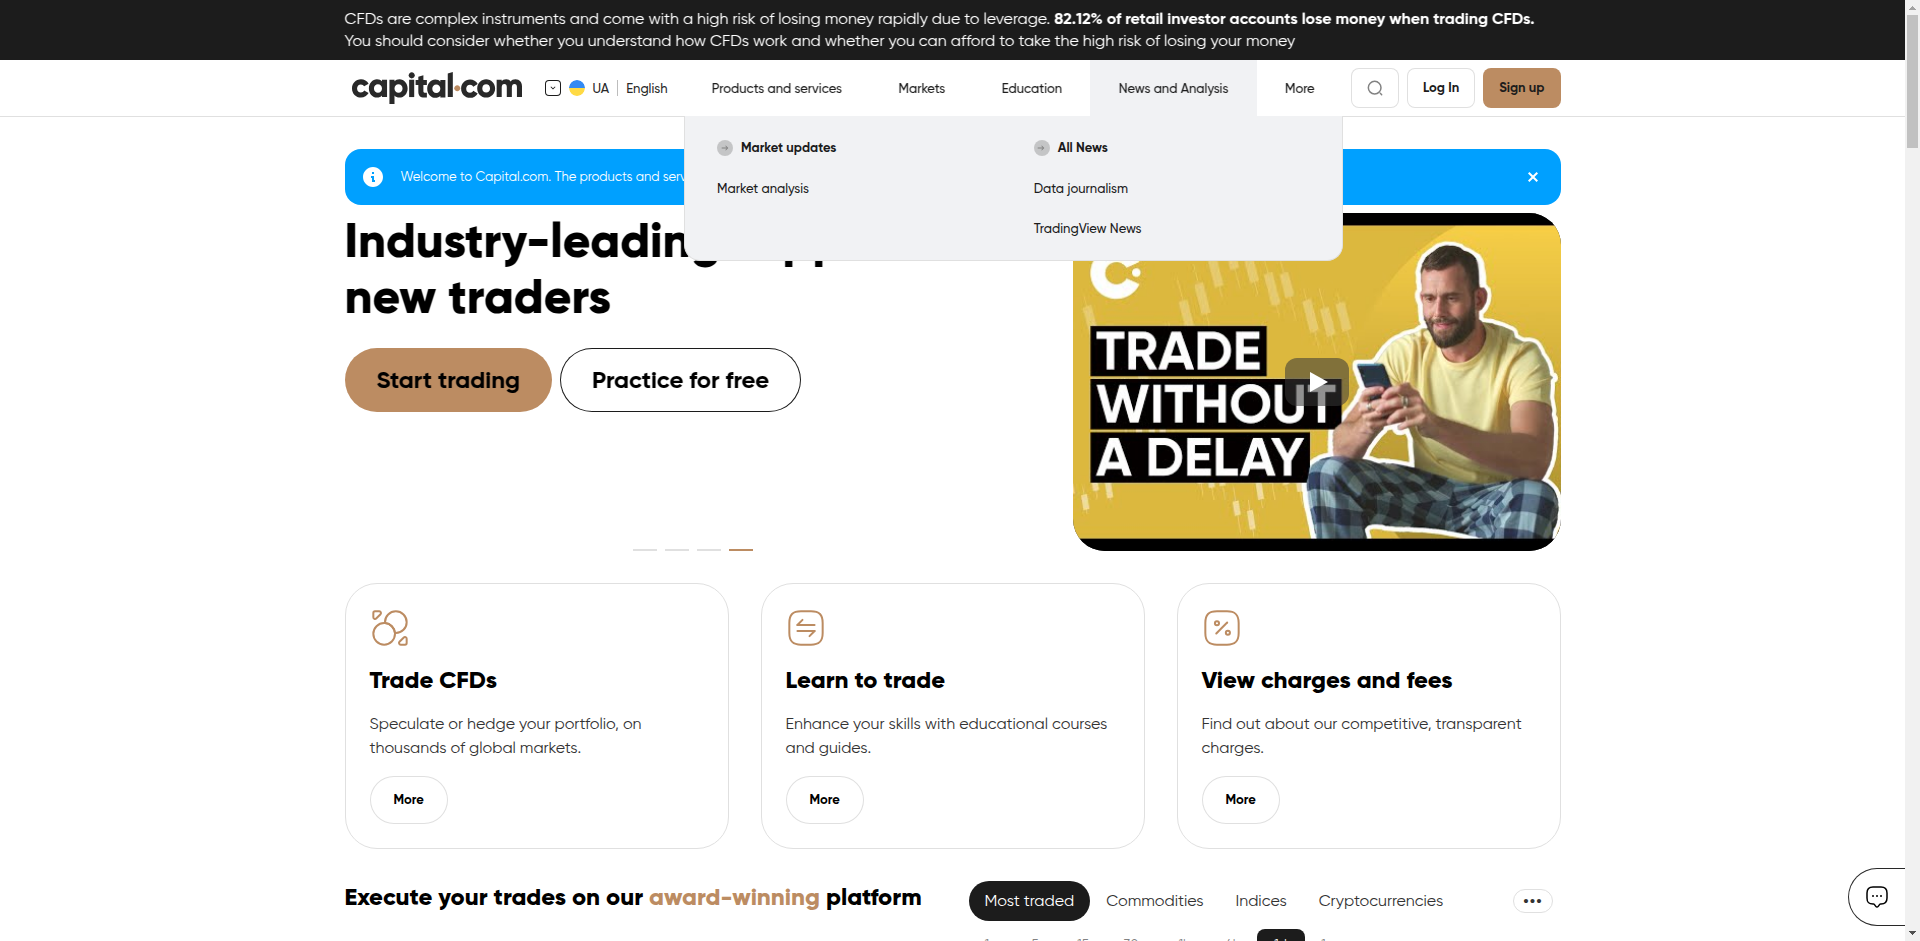 CFDs are complex instruments and come with a high risk of losing money rapidly due to leverage. 82.12% of retail investor accounts lose money when trading CFDs.
You should consider whether you understand how CFDs work and whether you can afford to take the high risk of losing your money
capital.com
UA
English
Products and services
Markets
Education
News and Analysis
More
Log In
Sign up
Market updates
All News
Market analysis
Data journalism
TradingView News
Welcome to Capital.com. The products and
Industry-leading
new traders
Start trading
Practice for free
TRADE
WITHOUT
A DELAY
Trade CFDs
Speculate or hedge your portfolio, on
thousands of global markets.
More
Learn to trade
Enhance your skills with educational courses
and guides.
More
View charges and fees
Find out about our competitive, transparent
charges.
More
Execute your trades on our award-winning platform
Most traded
Commodities
Indices
Cryptocurrencies